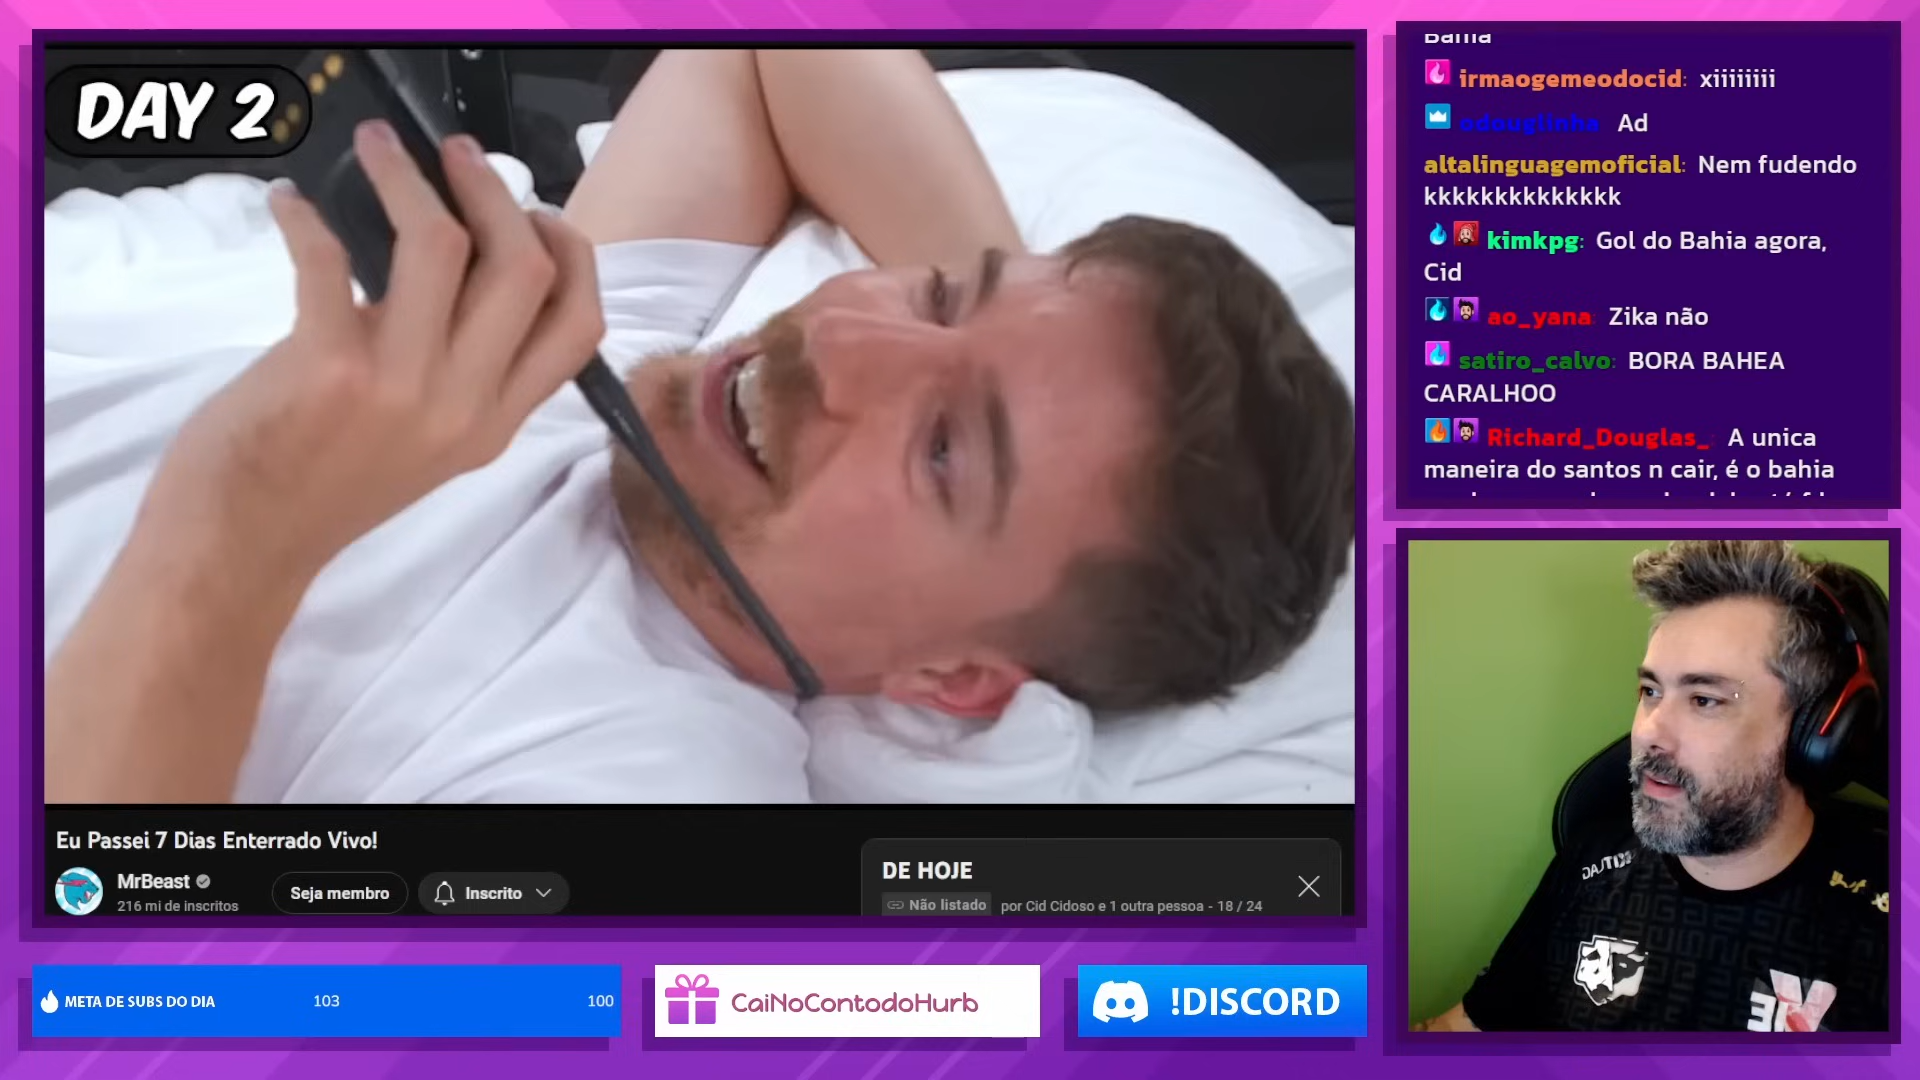 DAY 2
Eu Passei 7 Dias Enterrado Vivo!
MrBeast
216 mi de inscritos
Seja membro
Inscrito
DE HOJE
Não listado
por Cid Cidoso e 1 outra pessoa - 18 / 24
META DE SUBS DO DIA
103
100
CaiNoContodoHurb
!DISCORD
Bahia
irmaogemeodocid: xiiiiiiii
odouglinha Ad
altalinguagemoficial: Nem fudendo
kkkkkkkkkkkkkk
kimkpg: Gol do Bahia agora,
Cid
ao_yana: Zika não
satiro_calvo: BORA BAHEA
CARALHOO
Richard_Douglas_: A unica
maneira do santos n cair, é o bahia